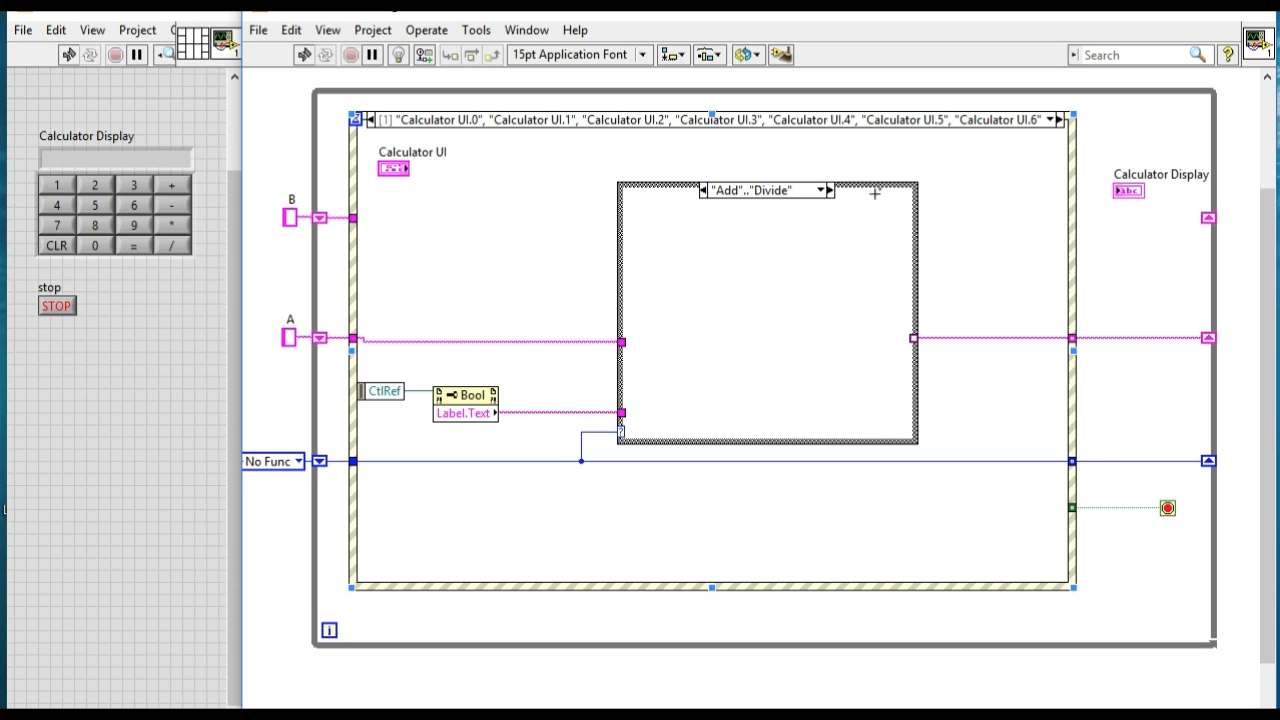 File Edit View Project
1
Calculator Display
1 2 3 +
4 5 6 -
7 8 9 *
CLR 0 = /
stop
STOP
File Edit View Project Operate Tools Window Help
15pt Application Font
Search
?
1
[1] "Calculator UI.0", "Calculator UI.1", "Calculator UI.2", "Calculator UI.3", "Calculator UI.4", "Calculator UI.5", "Calculator UI.6"
Calculator UI
Calculator Display
abc
"Add".."Divide"
B
A
CtlRef
Bool
Label.Text
?
No Func
i